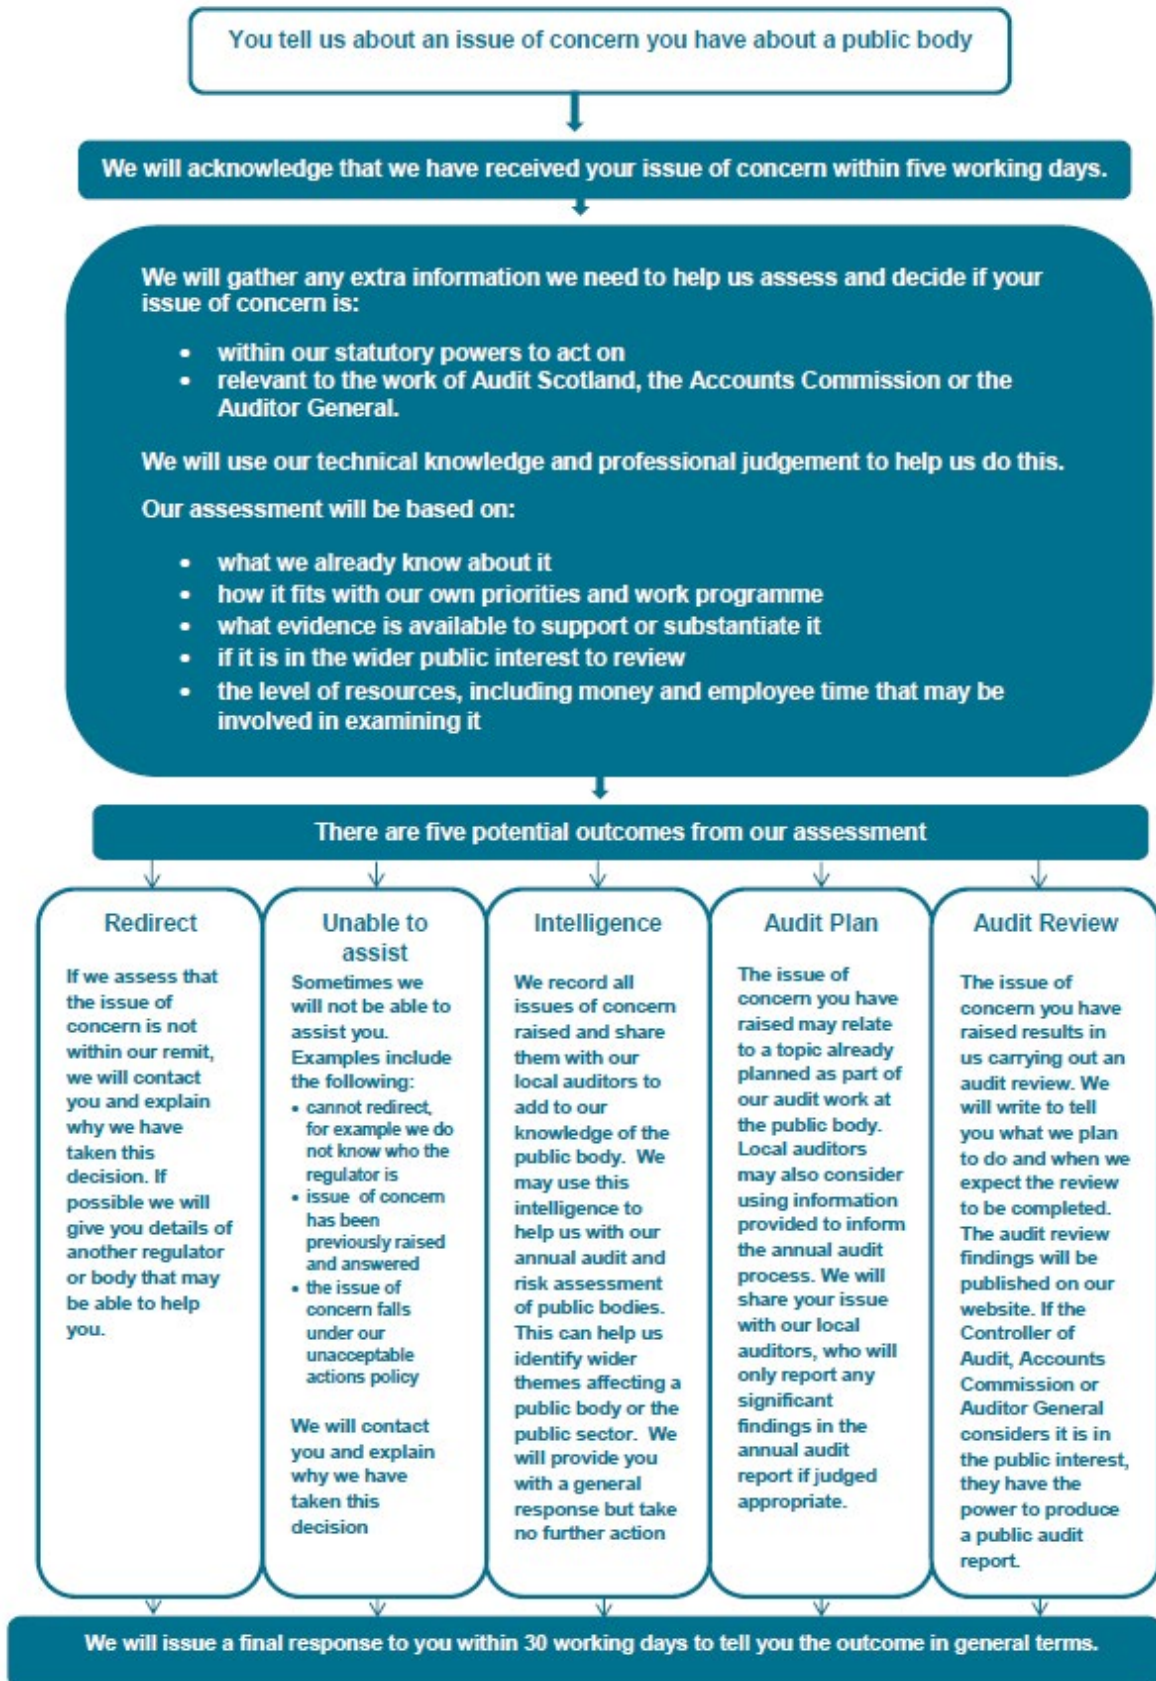 You tell us about an issue of concern you have about a public body
We will acknowledge that we have received your issue of concern within five working days.
We will gather any extra information we need to help us assess and decide if your
issue of concern is:
• within our statutory powers to act on
• relevant to the work of Audit Scotland, the Accounts Commission or the
Auditor General.
We will use our technical knowledge and professional judgement to help us do this.
Our assessment will be based on:
• what we already know about it
• how it fits with our own priorities and work programme
• what evidence is available to support or substantiate it
• if it is in the wider public interest to review
• the level of resources, including money and employee time that may be
involved in examining it
There are five potential outcomes from our assessment
Redirect
If we assess that
the issue of
concern is not
within our remit,
we will contact
you and explain
why we have
taken this
decision. If
possible we will
give you details of
another regulator
or body that may
be able to help
you.
Unable to
assist
Sometimes we
will not be able to
assist you.
Examples include
the following:
• cannot redirect,
for example we do
not know who the
regulator is
• issue of concern
has been
previously raised
and answered
• the issue of
concern falls
under our
unacceptable
actions policy
We will contact
you and explain
why we have
taken this
decision
Intelligence
We record all
issues of concern
raised and share
them with our
local auditors to
add to our
knowledge of the
public body. We
may use this
intelligence to
help us with our
annual audit and
risk assessment
of public bodies.
This can help us
identify wider
themes affecting a
public body or the
public sector. We
will provide you
with a general
response but take
no further action
Audit Plan
The issue of
concern you have
raised may relate
to a topic already
planned as part of
our audit work at
the public body.
Local auditors
may also consider
using information
provided to inform
the annual audit
process. We will
share your issue
with our local
auditors, who will
only report any
significant
findings in the
annual audit
report if judged
appropriate.
Audit Review
The issue of
concern you have
raised results in
us carrying out an
audit review. We
will write to tell
you what we plan
to do and when we
expect the review
to be completed.
The audit review
findings will be
published on our
website. If the
Controller of
Audit, Accounts
Commission or
Auditor General
considers it is in
the public interest,
they have the
power to produce
a public audit
report.
We will issue a final response to you within 30 working days to tell you the outcome in general terms.